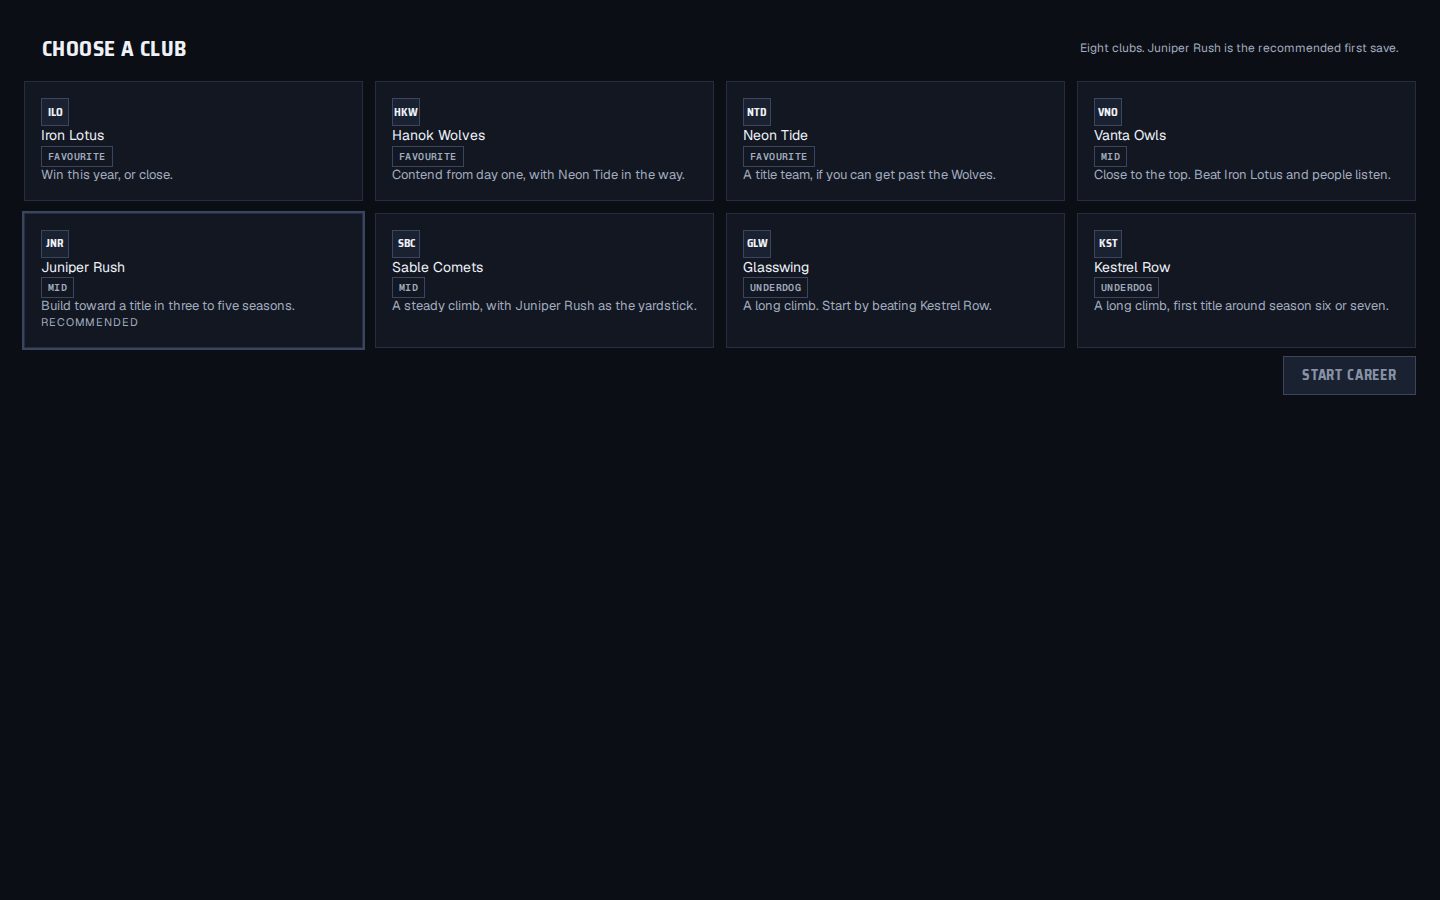 CHOOSE A CLUB
Eight clubs. Juniper Rush is the recommended first save.
ILO
Iron Lotus
FAVOURITE
Win this year, or close.
HKW
Hanok Wolves
FAVOURITE
Contend from day one, with Neon Tide in the way.
NTD
Neon Tide
FAVOURITE
A title team, if you can get past the Wolves.
VNO
Vanta Owls
MID
Close to the top. Beat Iron Lotus and people listen.
JNR
Juniper Rush
MID
Build toward a title in three to five seasons.
RECOMMENDED
SBC
Sable Comets
MID
A steady climb, with Juniper Rush as the yardstick.
GLW
Glasswing
UNDERDOG
A long climb. Start by beating Kestrel Row.
KST
Kestrel Row
UNDERDOG
A long climb, first title around season six or seven.
START CAREER